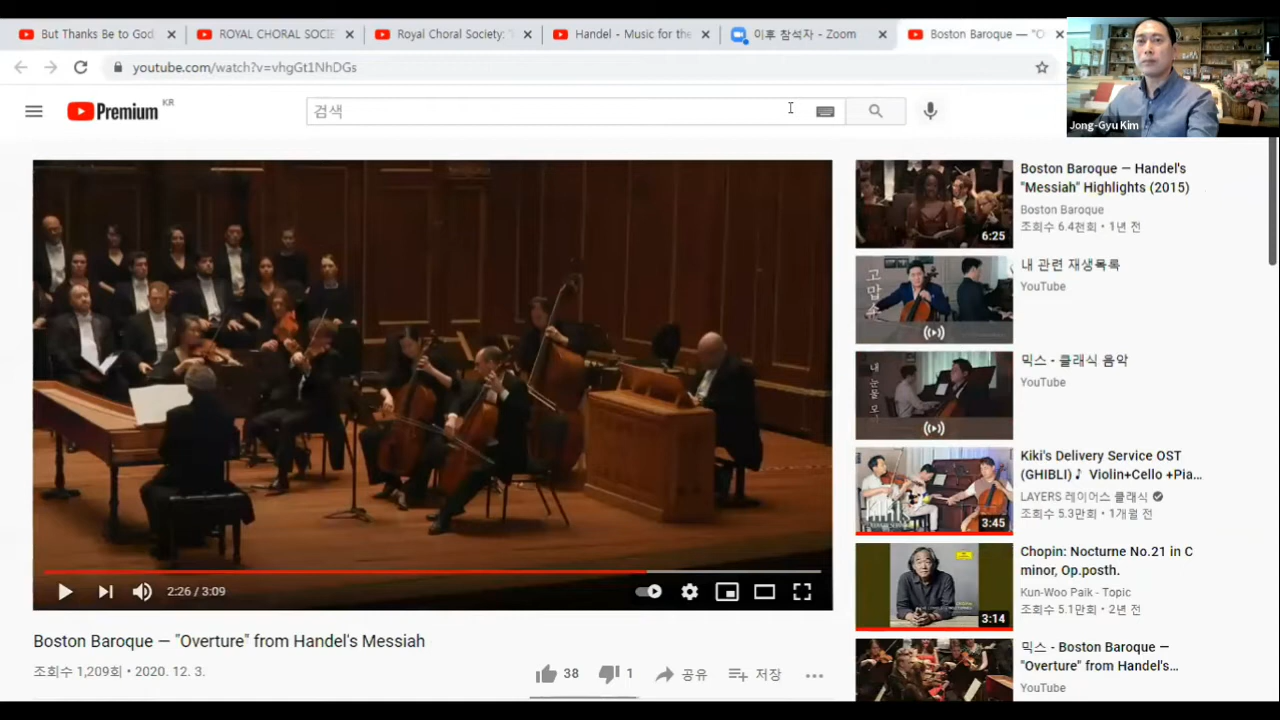 But Thanks Be to God
ROYAL CHORAL SOCIE
Royal Choral Society: "
Handel - Music for the
이후 참석자 - Zoom
Boston Baroque — "O
youtube.com/watch?v=vhgGt1NhDGs
Premium KR
검색
Jong-Gyu Kim
Boston Baroque — Handel's
"Messiah" Highlights (2015)
Boston Baroque
조회수 6.4천회 • 1년 전
6:25
내 관련 재생목록
YouTube
고맙소
믹스 - 클래식 음악
YouTube
Kiki's Delivery Service OST
(GHIBLI)♪ Violin+Cello +Pia...
LAYERS 레이어스 클래식
조회수 5.3만회 • 1개월 전
3:45
Chopin: Nocturne No.21 in C
minor, Op.posth.
Kun-Woo Paik - Topic
조회수 5.1만회 • 2년 전
3:14
믹스 - Boston Baroque —
"Overture" from Handel's...
YouTube
2:26 / 3:09
Boston Baroque — "Overture" from Handel's Messiah
조회수 1,209회 • 2020. 12. 3.
38
1
공유
저장